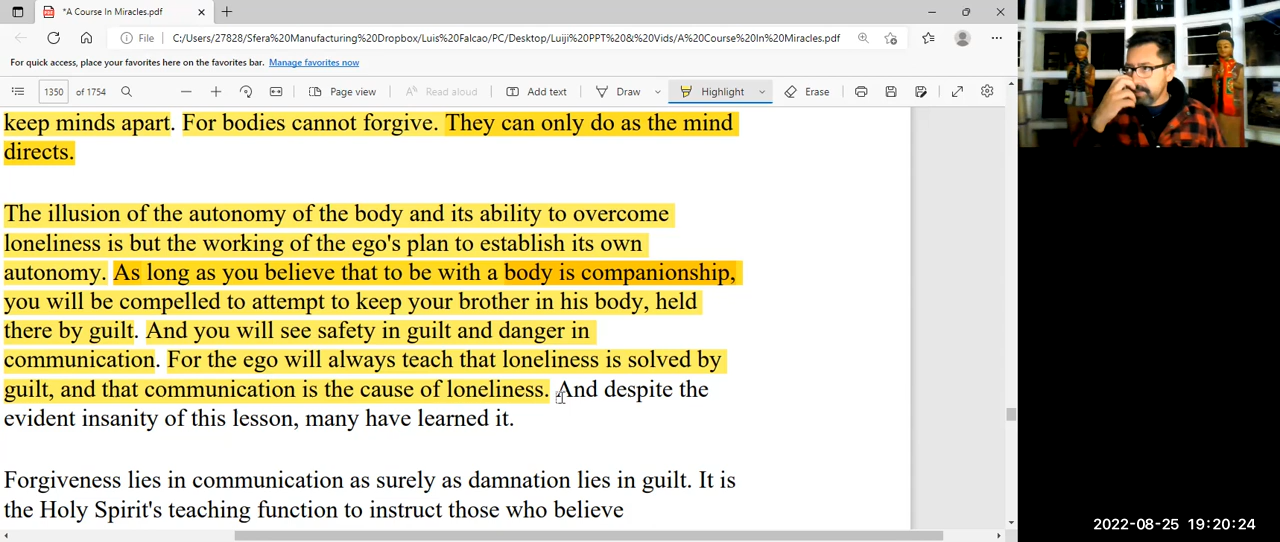 *A Course In Miracles.pdf
File C:/Users/27828/Sfera%20Manufacturing%20Dropbox/Luis%20Falcao/PC/Desktop/Luiji%20PPT%20&%20Vids/A%20Course%20In%20Miracles.pdf
For quick access, place your favorites here on the favorites bar. Manage favorites now
1350 of 1754 Page view Read aloud Add text Draw Highlight Erase
keep minds apart. For bodies cannot forgive. They can only do as the mind
directs.
The illusion of the autonomy of the body and its ability to overcome
loneliness is but the working of the ego's plan to establish its own
autonomy. As long as you believe that to be with a body is companionship,
you will be compelled to attempt to keep your brother in his body, held
there by guilt. And you will see safety in guilt and danger in
communication. For the ego will always teach that loneliness is solved by
guilt, and that communication is the cause of loneliness. And despite the
evident insanity of this lesson, many have learned it.
Forgiveness lies in communication as surely as damnation lies in guilt. It is
the Holy Spirit's teaching function to instruct those who believe
2022-08-25 19:20:24